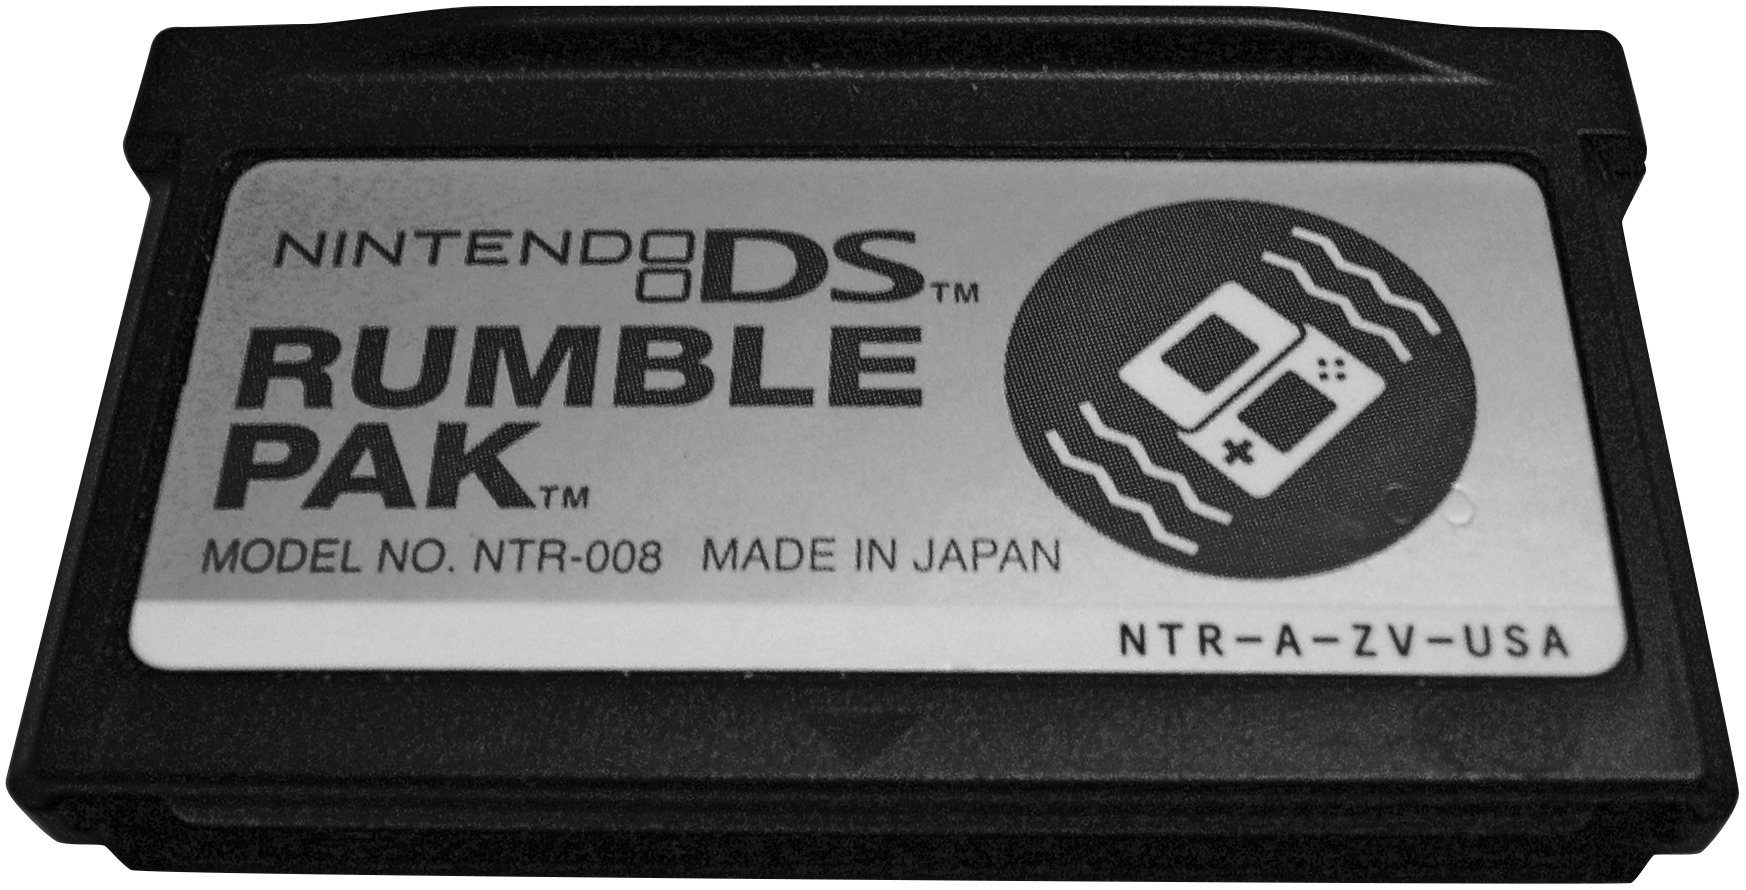 NINTENDO DS™
RUMBLE
PAK™
MODEL NO. NTR-008 MADE IN JAPAN
NTR-A-ZV-USA